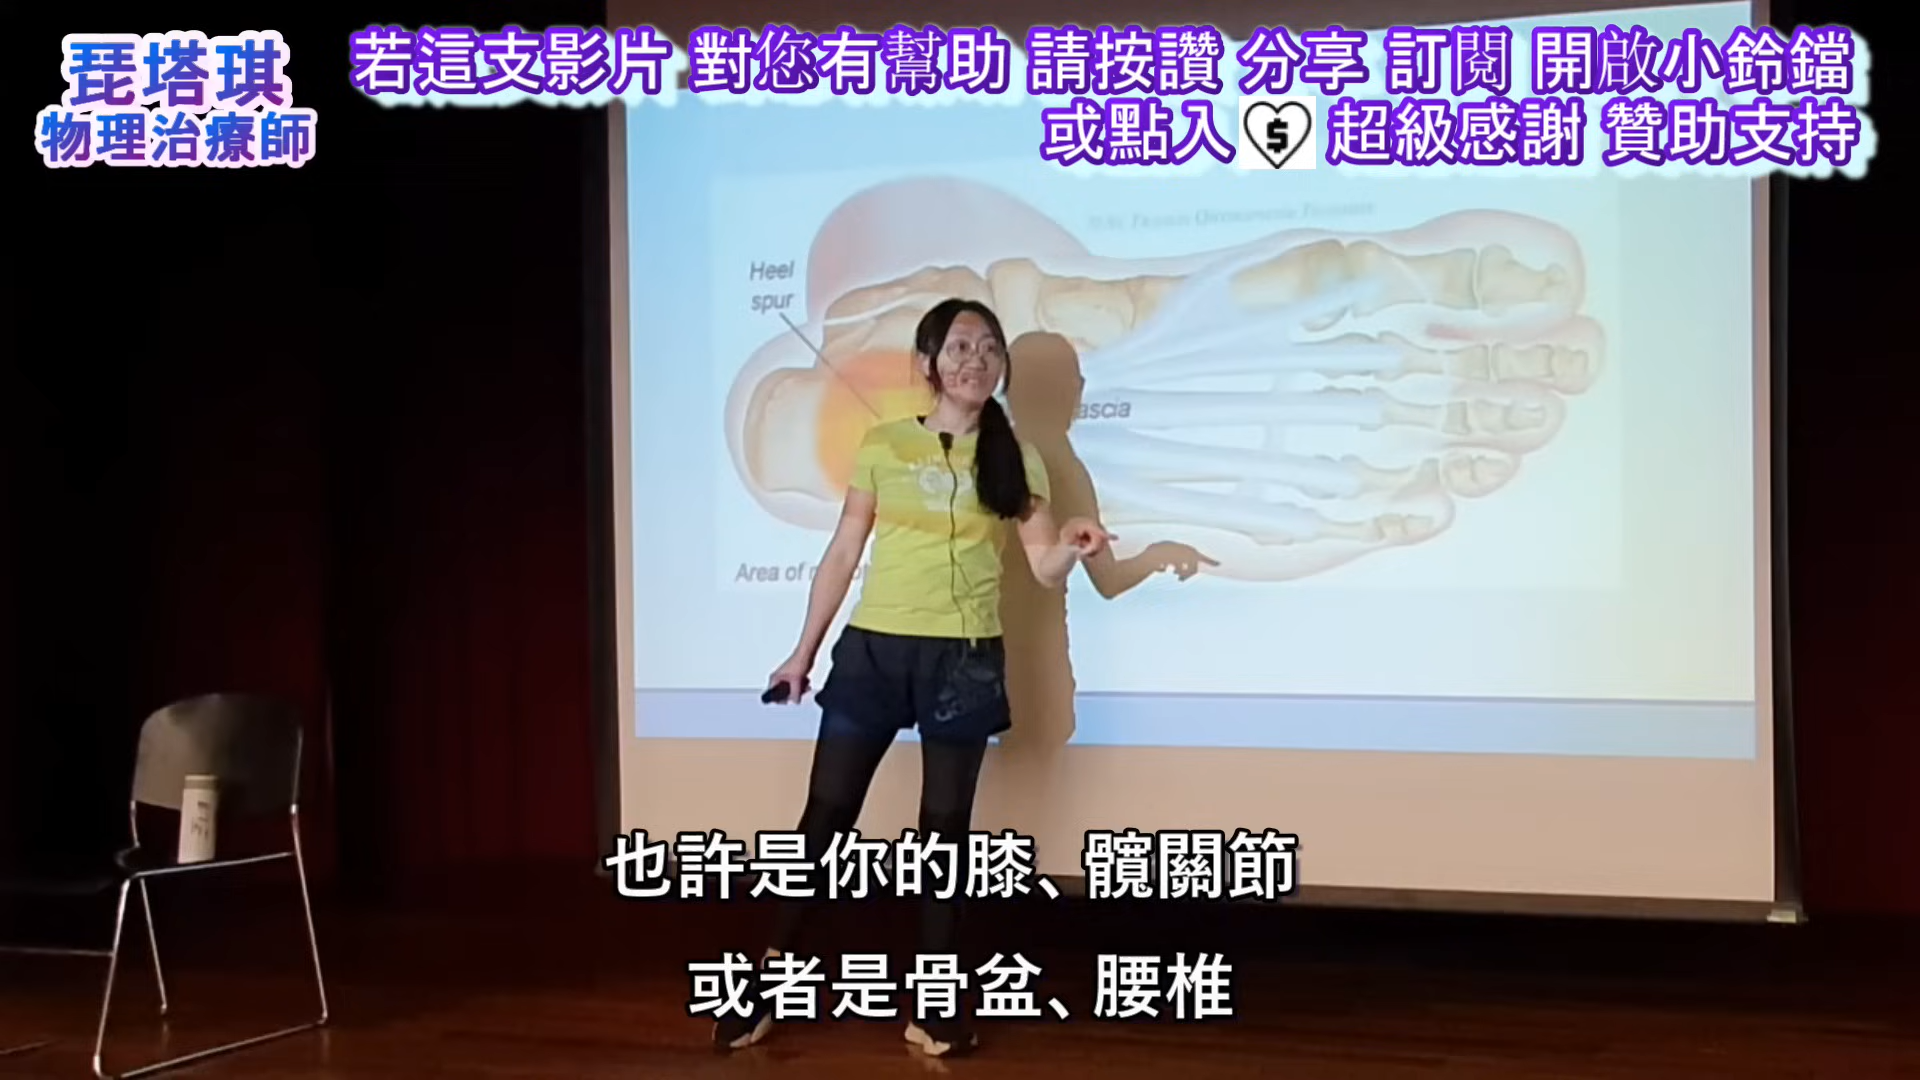 琵塔琪
物理治療師
若這支影片 對您有幫助 請按讚 分享 訂閱 開啟小鈴鐺
或點入 $ 超級感謝 贊助支持
Heel
spur
ascia
Area of
也許是你的膝、髖關節
或者是骨盆、腰椎